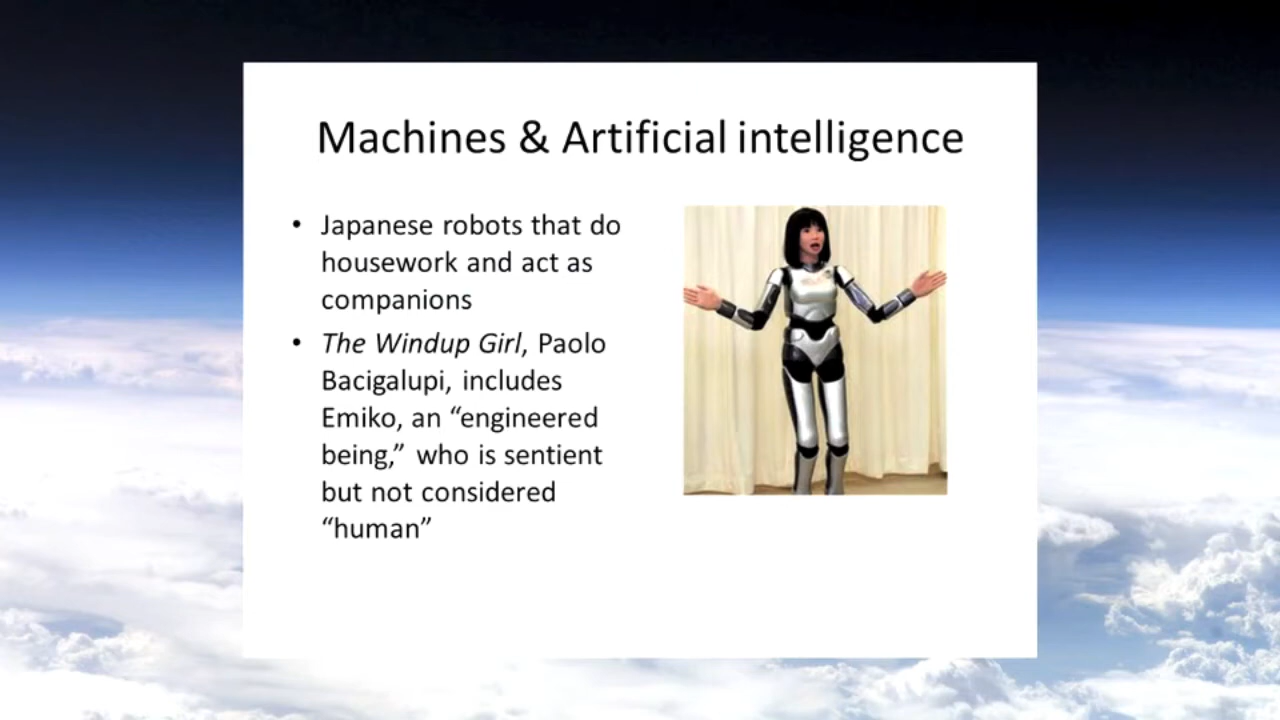 Machines & Artificial intelligence
• Japanese robots that do
housework and act as
companions
• The Windup Girl, Paolo
Bacigalupi, includes
Emiko, an “engineered
being,” who is sentient
but not considered
“human”